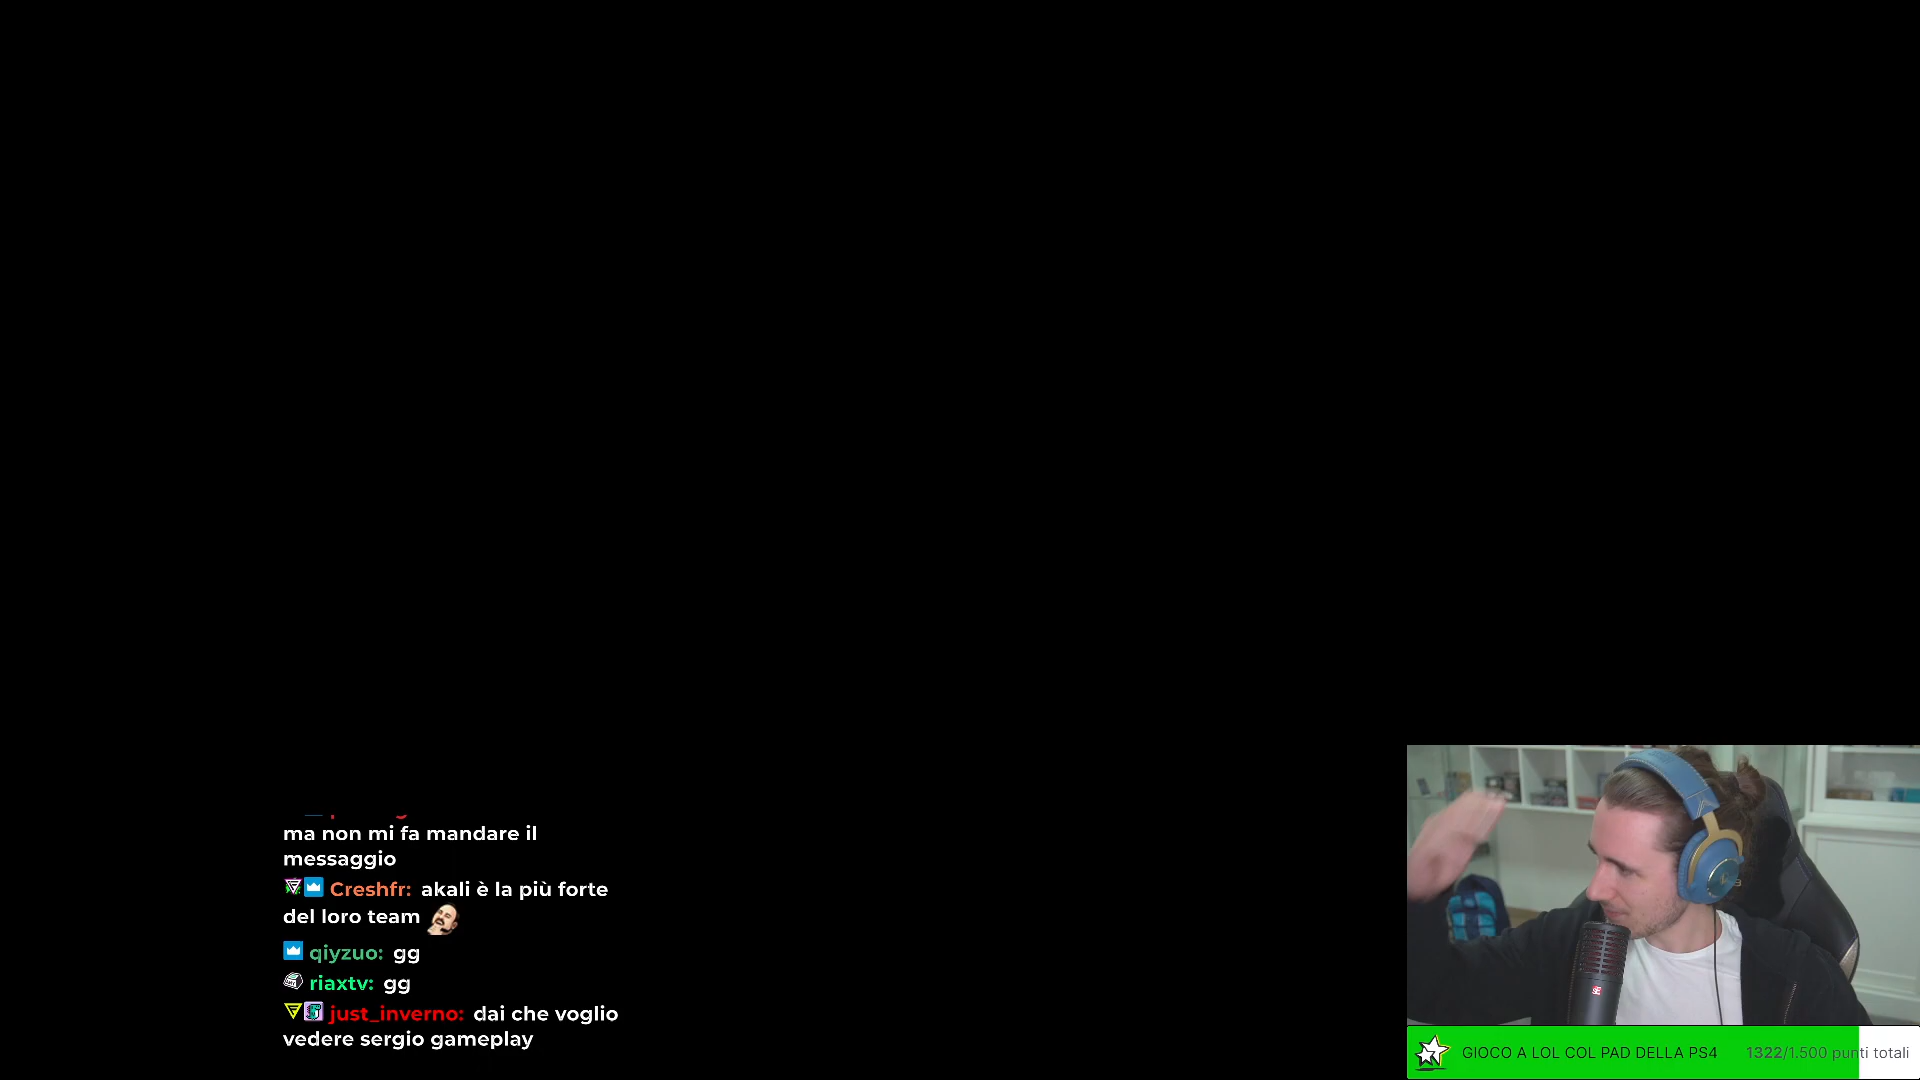 ma non mi fa mandare il
messaggio
Creshfr: akali è la più forte
del loro team
qiyzuo: gg
riaxtv: gg
just_inverno: dai che voglio
vedere sergio gameplay
GIOCO A LOL COL PAD DELLA PS4 1322/1.500 punti totali